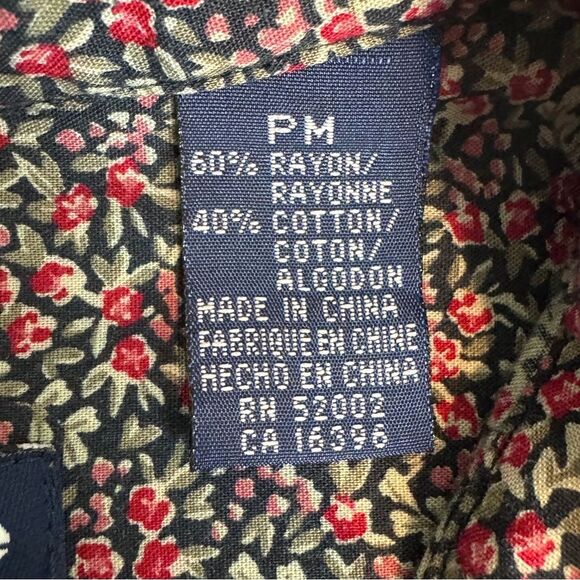 PM
60% RAYON/
RAYONNE
40% COTTON/
COTON/
ALGODON
MADE IN CHINA
FABRIQUE EN CHINE
HECHO EN CHINA
RN 52002
CA 16396